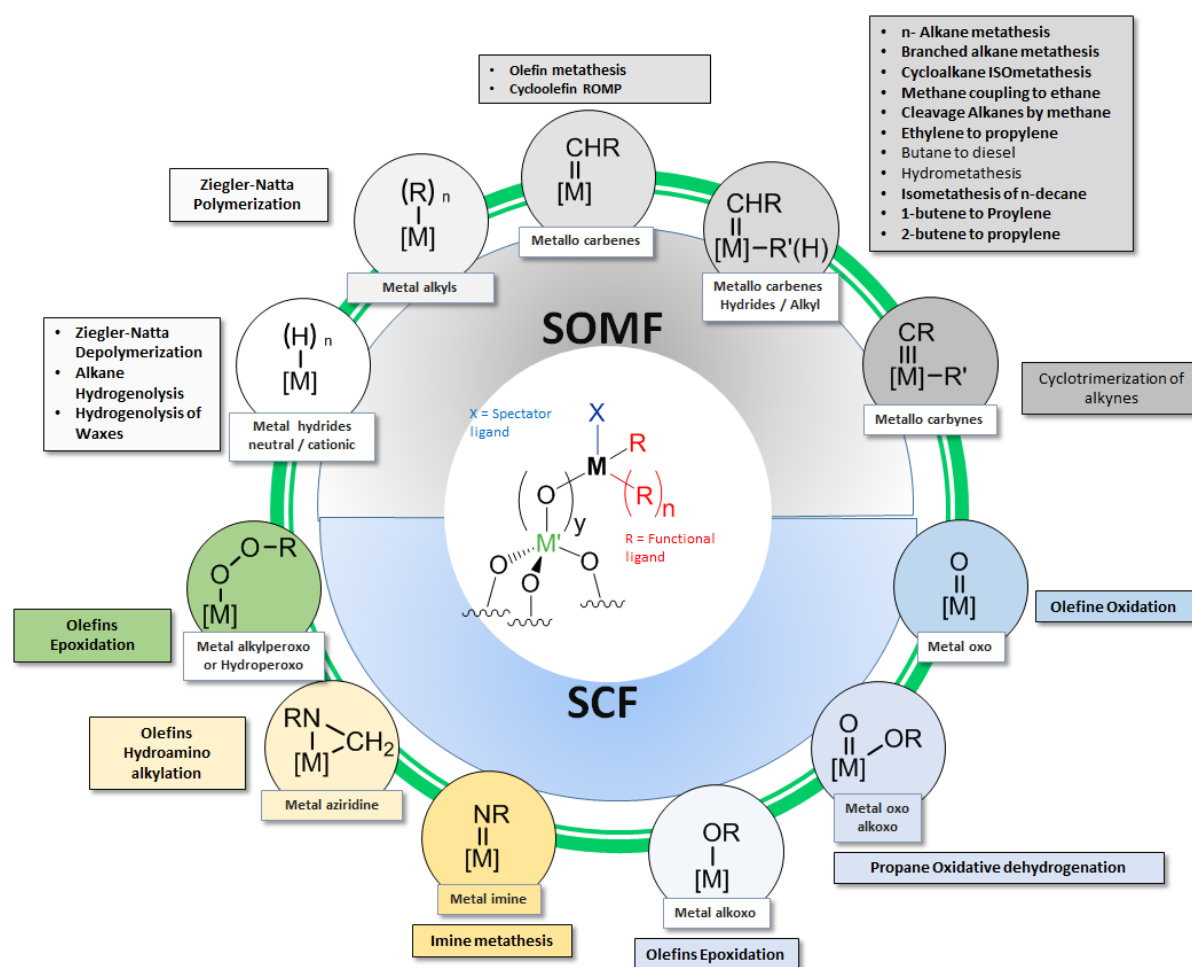 • n- Alkane metathesis
• Branched alkane metathesis
• Cycloalkane ISOmetathesis
• Methane coupling to ethane
• Cleavage Alkanes by methane
• Ethylene to propylene
• Butane to diesel
• Hydrometathesis
• Isometathesis of n-decane
• 1-butene to Proylene
• 2-butene to propylene
• Olefin metathesis
• Cycloolefin ROMP
CHR
[M]
Metallo carbenes
Ziegler-Natta
Polymerization
(R) n
[M]
Metal alkyls
CHR
[M]–R'(H)
Metallo carbenes
Hydrides / Alkyl
• Ziegler-Natta
Depolymerization
• Alkane
Hydrogenolysis
• Hydrogenolysis of
Waxes
(H) n
[M]
Metal hydrides
neutral / cationic
SOMF
CR
[M]–R'
Metallo carbynes
Cyclotrimerization of
alkynes
X = Spectator
ligand
X
M
R
(R)n
(O)y
M'
O
O
O
R = Functional
ligand
O–R
O
[M]
Metal alkylperoxo
or Hydroperoxo
Olefins
Epoxidation
O
[M]
Metal oxo
Olefine Oxidation
SCF
RN
CH2
[M]
Metal aziridine
Olefins
Hydroamino
alkylation
O
OR
[M]
Metal oxo
alkoxo
Propane Oxidative dehydrogenation
NR
[M]
Metal imine
Imine metathesis
OR
[M]
Metal alkoxo
Olefins Epoxidation